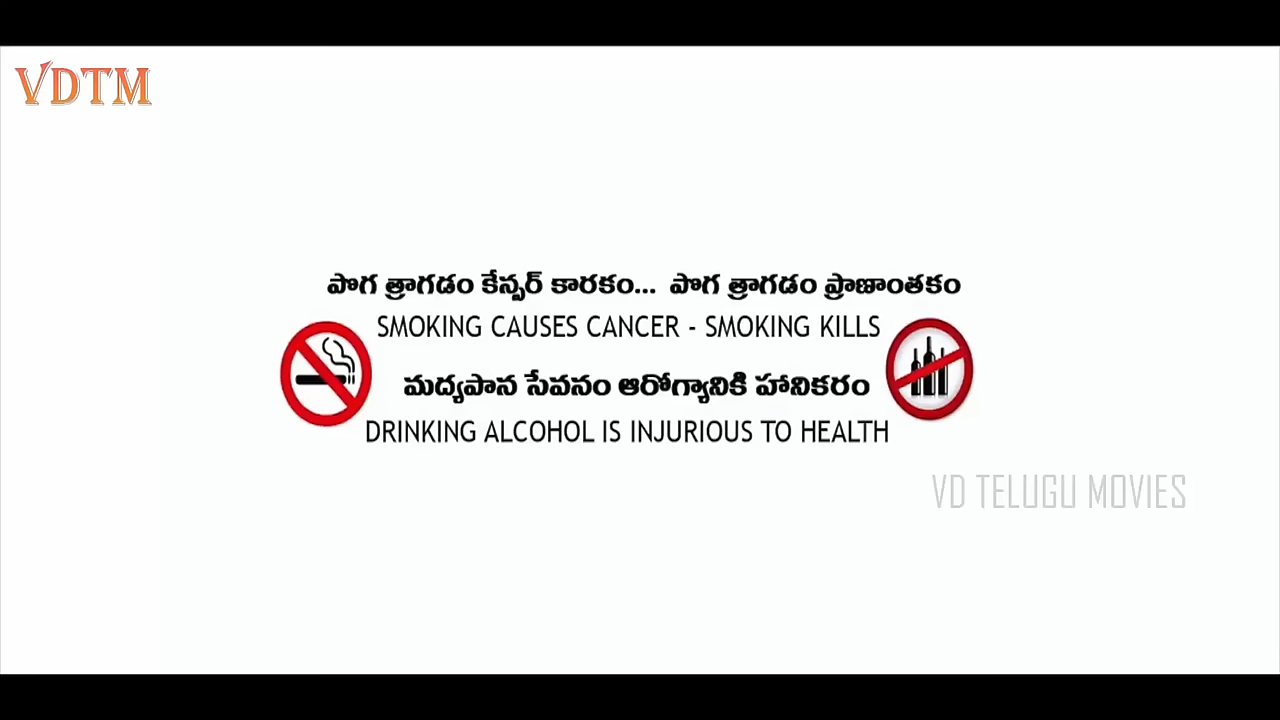 VDTM
పొగ త్రాగడం కేన్సర్ కారకం... పొగ త్రాగడం ప్రాణాంతకం
SMOKING CAUSES CANCER - SMOKING KILLS
మద్యపాన సేవనం ఆరోగ్యానికి హానికరం
DRINKING ALCOHOL IS INJURIOUS TO HEALTH
VD TELUGU MOVIES